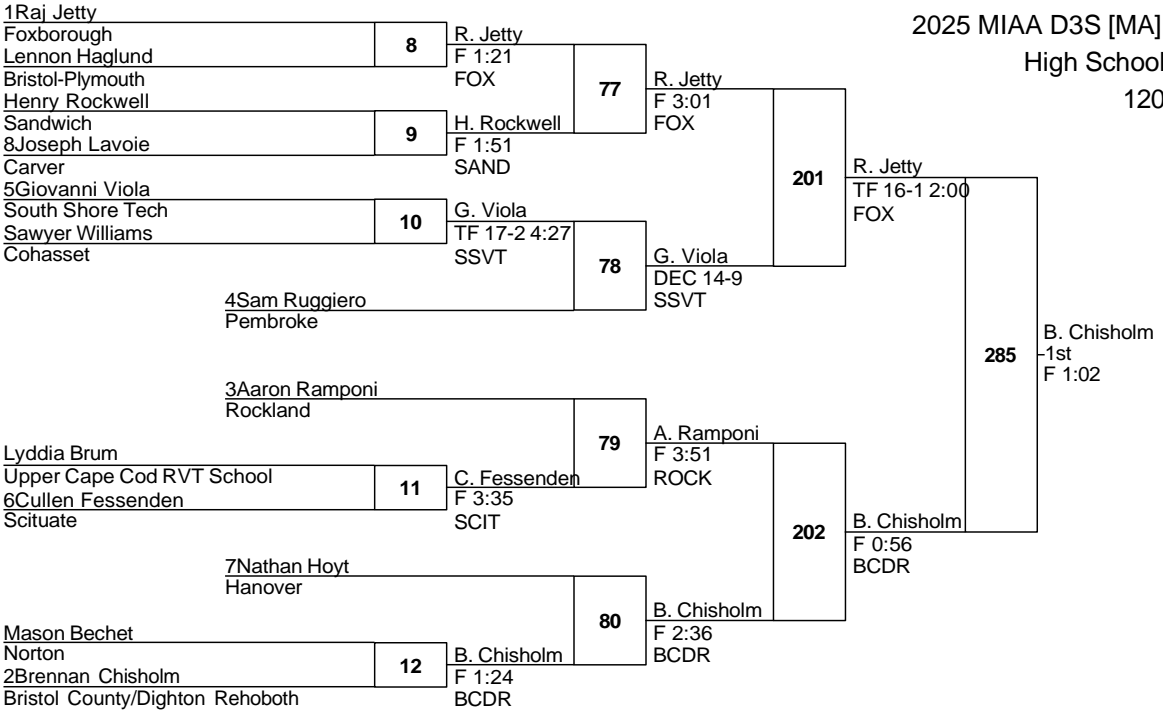 2025 MIAA D3S [MA]
High School
120
1Raj Jetty
Foxborough
Lennon Haglund
Bristol-Plymouth
Henry Rockwell
Sandwich
8Joseph Lavoie
Carver
5Giovanni Viola
South Shore Tech
Sawyer Williams
Cohasset
4Sam Ruggiero
Pembroke
3Aaron Ramponi
Rockland
Lyddia Brum
Upper Cape Cod RVT School
6Cullen Fessenden
Scituate
7Nathan Hoyt
Hanover
Mason Bechet
Norton
2Brennan Chisholm
Bristol County/Dighton Rehoboth
8
9
10
11
12
R. Jetty
F 1:21
FOX
H. Rockwell
F 1:51
SAND
G. Viola
TF 17-2 4:27
SSVT
C. Fessenden
F 3:35
SCIT
B. Chisholm
F 1:24
BCDR
77
78
79
80
R. Jetty
F 3:01
FOX
G. Viola
DEC 14-9
SSVT
A. Ramponi
F 3:51
ROCK
B. Chisholm
F 2:36
BCDR
201
202
R. Jetty
TF 16-1 2:00
FOX
B. Chisholm
F 0:56
BCDR
285
B. Chisholm
1st
F 1:02